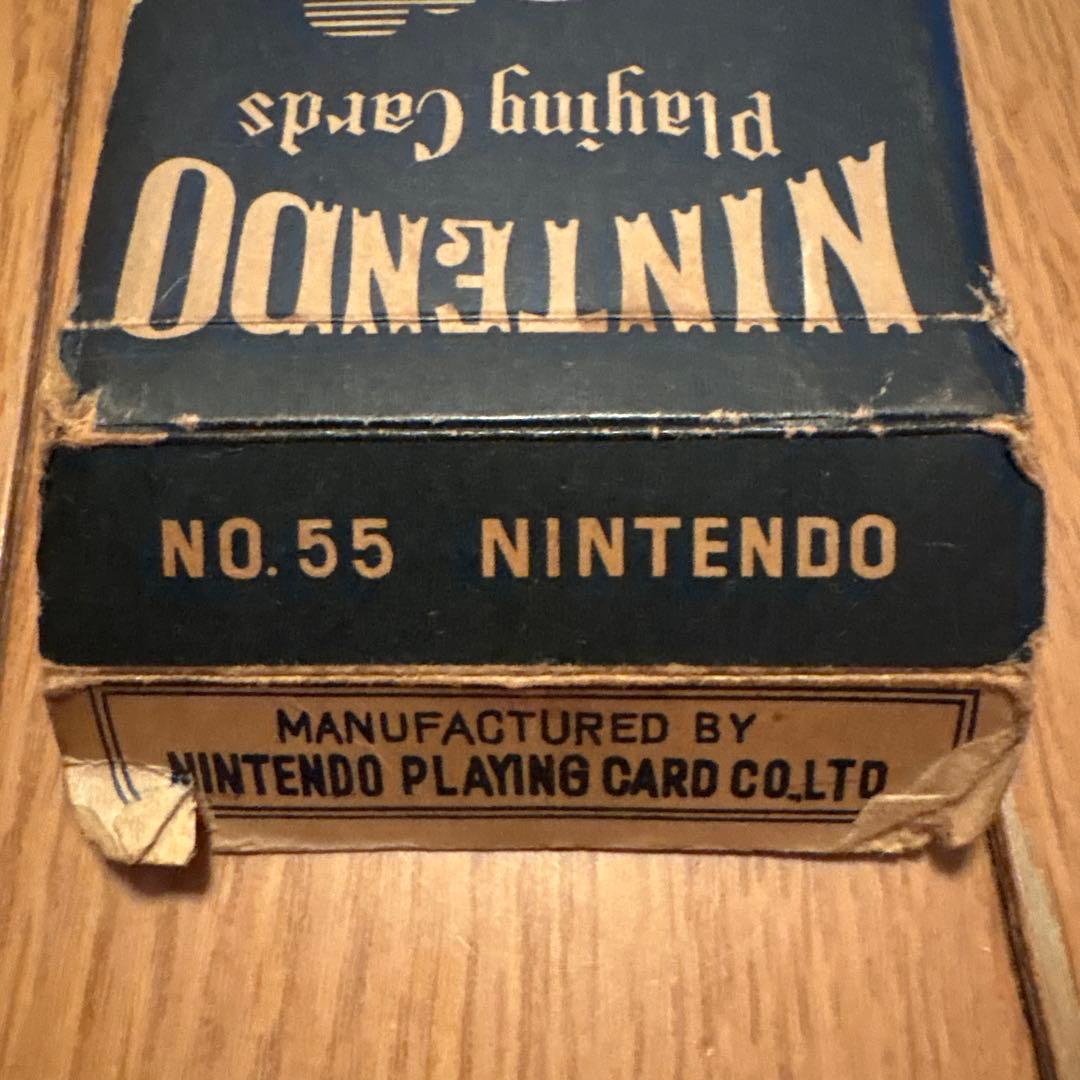 Playing Cards
NINTENDO
NO.55 NINTENDO
MANUFACTURED BY
NINTENDO PLAYING CARD CO.,LTD